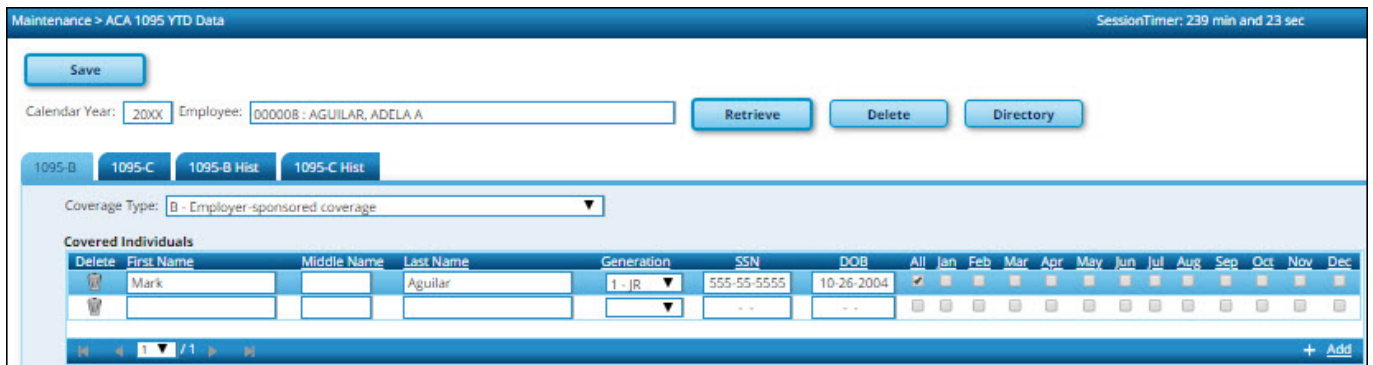 Maintenance > ACA 1095 YTD Data SessionTimer: 239 min and 23 sec
Save
Calendar Year: 20XX Employee: 000008 : AGUILAR, ADELA A Retrieve Delete Directory
1095-B 1095-C 1095-B Hist 1095-C Hist
Coverage Type: B - Employer-sponsored coverage
Covered Individuals
Delete First Name Middle Name Last Name Generation SSN DOB All Jan Feb Mar Apr May Jun Jul Aug Sep Oct Nov Dec
Mark Aguilar 1 - JR 555-55-5555 10-26-2004
- - - -
1 / 1 + Add